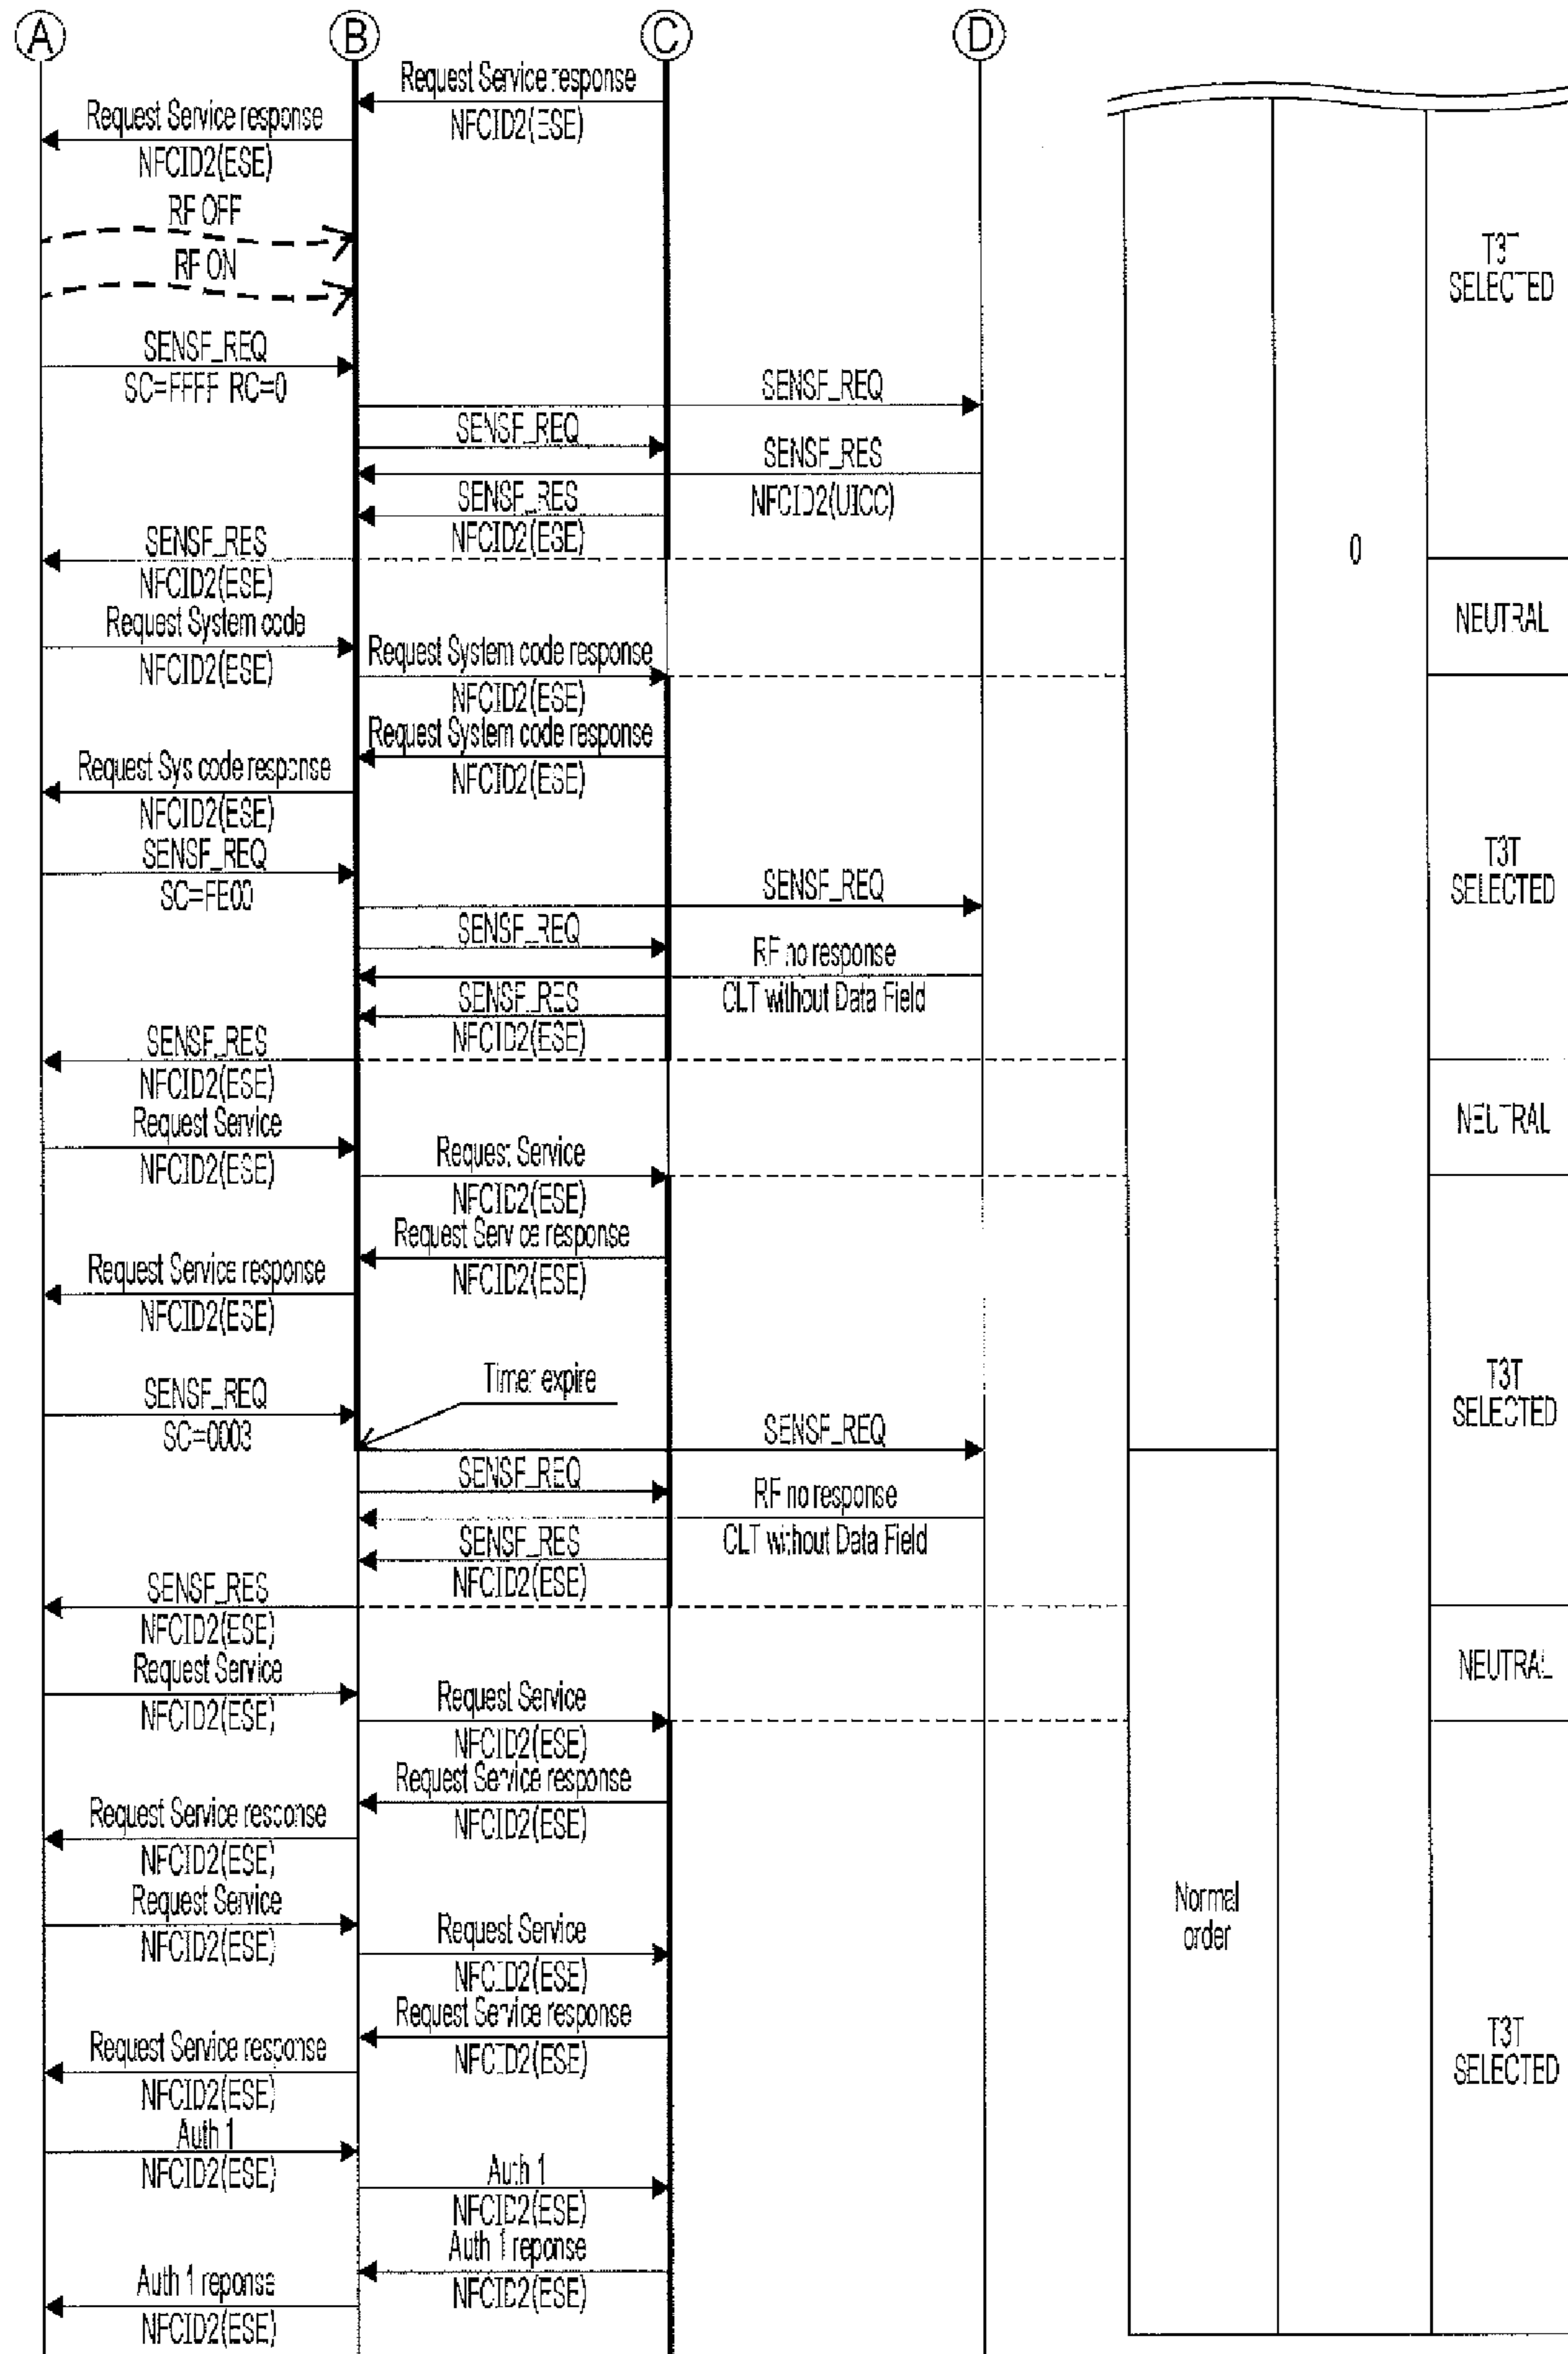 A
B
C
D
Request Service response
NFCID2(ESE)
Request Service response
NFCID2(ESE)
RF OFF
RF ON
T3T
SELECTED
SENSF_REQ
SC=FFFF RC=0
SENSF_REQ
SENSF_REQ
SENSF_RES
NFCID2(UICC)
SENSF_RES
NFCID2(ESE)
SENSF_RES
NFCID2(ESE)
0
NEUTRAL
Request System code
NFCID2(ESE)
Request System code response
NFCID2(ESE)
Request System code response
NFCID2(ESE)
Request Sys code response
NFCID2(ESE)
SENSF_REQ
SC=FE00
T3T
SELECTED
SENSF_REQ
SENSF_REQ
RF no response
CLT without Data Field
SENSF_RES
NFCID2(ESE)
SENSF_RES
NFCID2(ESE)
NEUTRAL
Request Service
NFCID2(ESE)
Request Service
NFCID2(ESE)
Request Service response
NFCID2(ESE)
Request Service response
NFCID2(ESE)
Timer expire
T3T
SELECTED
SENSF_REQ
SC=0003
SENSF_REQ
SENSF_REQ
RF no response
CLT without Data Field
SENSF_RES
NFCID2(ESE)
SENSF_RES
NFCID2(ESE)
NEUTRAL
Request Service
NFCID2(ESE)
Request Service
NFCID2(ESE)
Request Service response
NFCID2(ESE)
Request Service response
NFCID2(ESE)
Request Service
NFCID2(ESE)
Request Service
NFCID2(ESE)
Normal
order
Request Service response
NFCID2(ESE)
Request Service response
NFCID2(ESE)
T3T
SELECTED
Auth 1
NFCID2(ESE)
Auth 1
NFCID2(ESE)
Auth 1 reponse
NFCID2(ESE)
Auth 1 reponse
NFCID2(ESE)